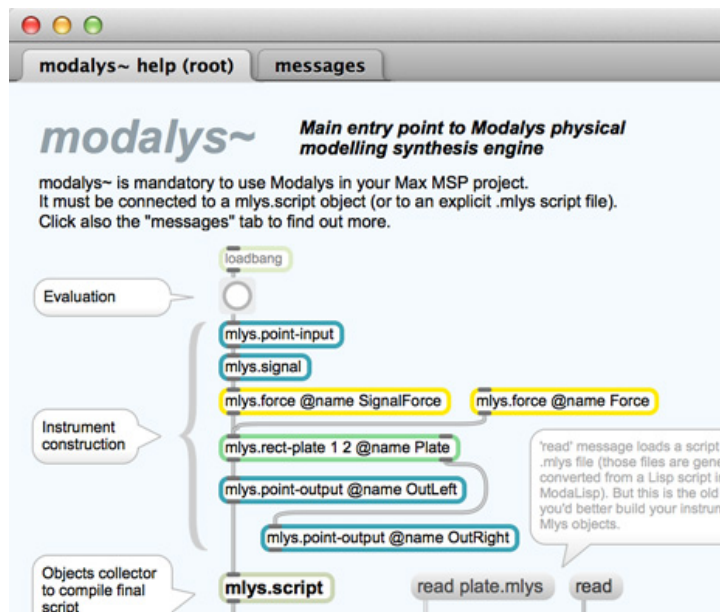 modalys~ help (root)
messages
modalys~
Main entry point to Modalys physical
modelling synthesis engine
modalys~ is mandatory to use Modalys in your Max MSP project.
It must be connected to a mlys.script object (or to an explicit .mlys script file).
Click also the "messages" tab to find out more.
loadbang
Evaluation
mlys.point-input
mlys.signal
mlys.force @name SignalForce
mlys.force @name Force
Instrument
construction
mlys.rect-plate 1 2 @name Plate
'read' message loads a script
.mlys file (those files are gene
converted from a Lisp script i
ModaLisp). But this is the old
you'd better build your instrum
Mlys objects.
mlys.point-output @name OutLeft
mlys.point-output @name OutRight
Objects collector
to compile final
script
mlys.script
read plate.mlys
read